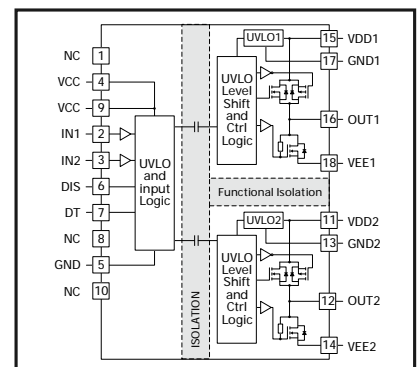 NC 1
VCC 4
VCC 9
IN1 2
IN2 3
DIS 6
DT 7
NC 8
GND 5
NC 10
UVLO
and
input
Logic
ISOLATION
UVLO1
UVLO
Level
Shift
and
Ctrl
Logic
15 VDD1
17 GND1
16 OUT1
18 VEE1
Functional Isolation
UVLO2
UVLO
Level
Shift
and
Ctrl
Logic
11 VDD2
13 GND2
12 OUT2
14 VEE2